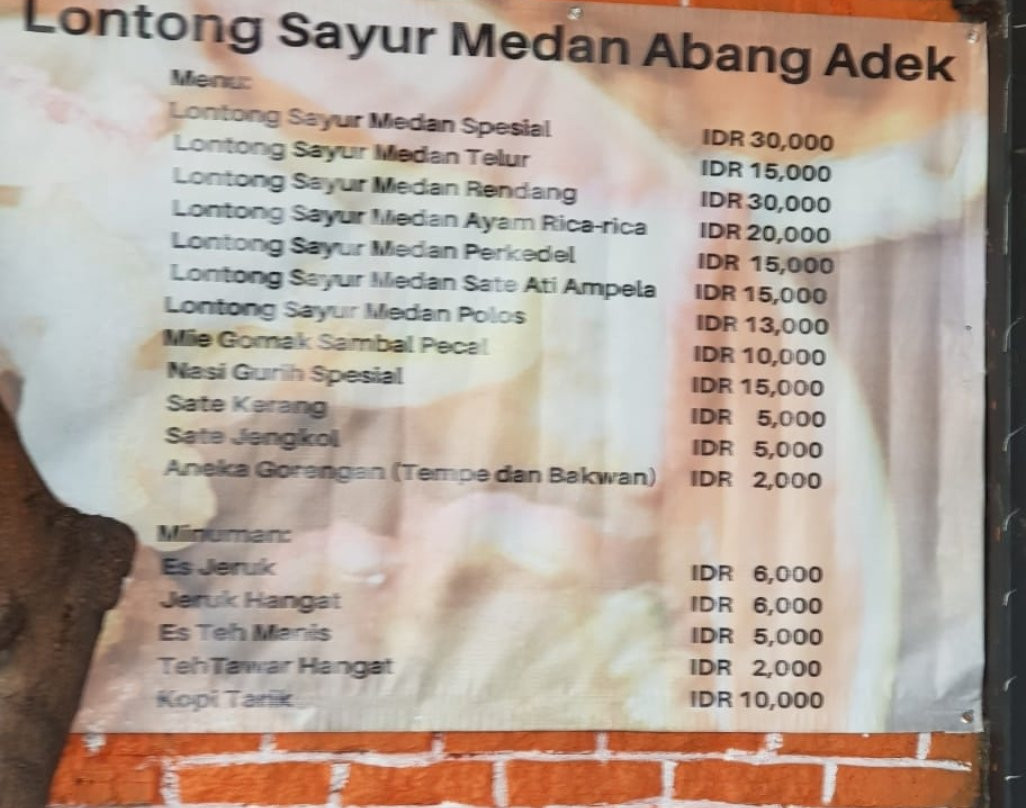 Lontong Sayur Medan Abang Adek
Menu:
Lontong Sayur Medan Spesial IDR 30,000
Lontong Sayur Medan Telur IDR 15,000
Lontong Sayur Medan Rendang IDR 30,000
Lontong Sayur Medan Ayam Rica-rica IDR 20,000
Lontong Sayur Medan Perkedel IDR 15,000
Lontong Sayur Medan Sate Ati Ampela IDR 15,000
Lontong Sayur Medan Polos IDR 13,000
Mie Gomak Sambal Pecal IDR 10,000
Nasi Gurih Spesial IDR 15,000
Sate Kerang IDR 5,000
Sate Jengkol IDR 5,000
Aneka Gorengan (Tempe dan Bakwan) IDR 2,000
Minuman:
Es Jeruk IDR 6,000
Jeruk Hangat IDR 6,000
Es Teh Manis IDR 5,000
TehTawar Hangat IDR 2,000
Kopi Tarik IDR 10,000